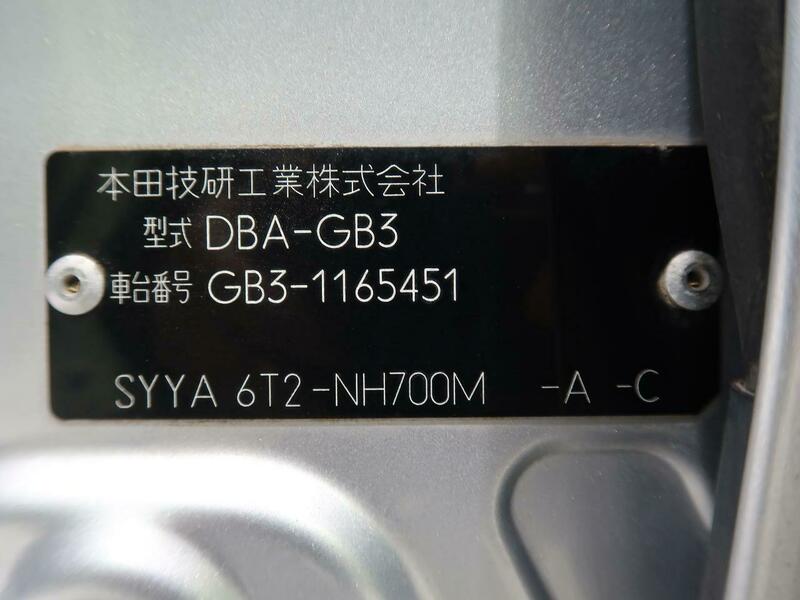 本田技研工業株式会社
型式 DBA-GB3
車台番号 GB3-1165451
SYYA 6T2-NH700M -A -C